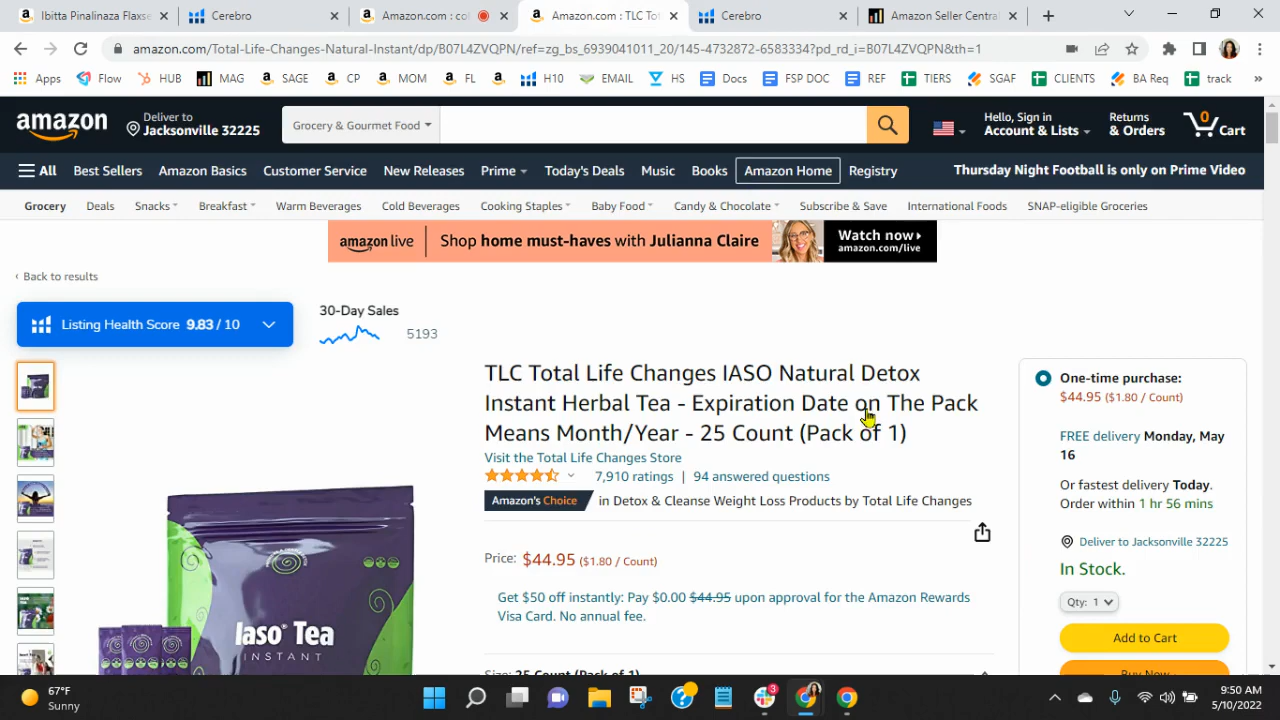 Ibitta Pinalinaza Flaxse
Cerebro
Amazon.com : co
Amazon.com : TLC To
Cerebro
Amazon Seller Centra
amazon.com/Total-Life-Changes-Natural-Instant/dp/B07L4ZVQPN/ref=zg_bs_6939041011_20/145-4732872-6583334?pd_rd_i=B07L4ZVQPN&th=1
Apps
Flow
HUB
MAG
SAGE
CP
MOM
FL
H10
EMAIL
HS
Docs
FSP DOC
REF
TIERS
SGAF
CLIENTS
BA Req
track
amazon
Deliver to
Jacksonville 32225
Grocery & Gourmet Food
Hello, Sign in
Account & Lists
Returns
& Orders
0
Cart
All
Best Sellers
Amazon Basics
Customer Service
New Releases
Prime
Today's Deals
Music
Books
Amazon Home
Registry
Thursday Night Football is only on Prime Video
Grocery
Deals
Snacks
Breakfast
Warm Beverages
Cold Beverages
Cooking Staples
Baby Food
Candy & Chocolate
Subscribe & Save
International Foods
SNAP-eligible Groceries
amazon live
Shop home must-haves with Julianna Claire
Watch now
amazon.com/live
‹ Back to results
Listing Health Score 9.83 / 10
30-Day Sales
5193
TLC Total Life Changes IASO Natural Detox
Instant Herbal Tea - Expiration Date on The Pack
Means Month/Year - 25 Count (Pack of 1)
Visit the Total Life Changes Store
7,910 ratings | 94 answered questions
Amazon's Choice in Detox & Cleanse Weight Loss Products by Total Life Changes
Price: $44.95 ($1.80 / Count)
Get $50 off instantly: Pay $0.00 $44.95 upon approval for the Amazon Rewards
Visa Card. No annual fee.
Size: 25 Count (Pack of 1)
Iaso® Tea
INSTANT
One-time purchase:
$44.95 ($1.80 / Count)
FREE delivery Monday, May
16
Or fastest delivery Today.
Order within 1 hr 56 mins
Deliver to Jacksonville 32225
In Stock.
Qty: 1
Add to Cart
Buy Now
67°F
Sunny
3
9:50 AM
5/10/2022